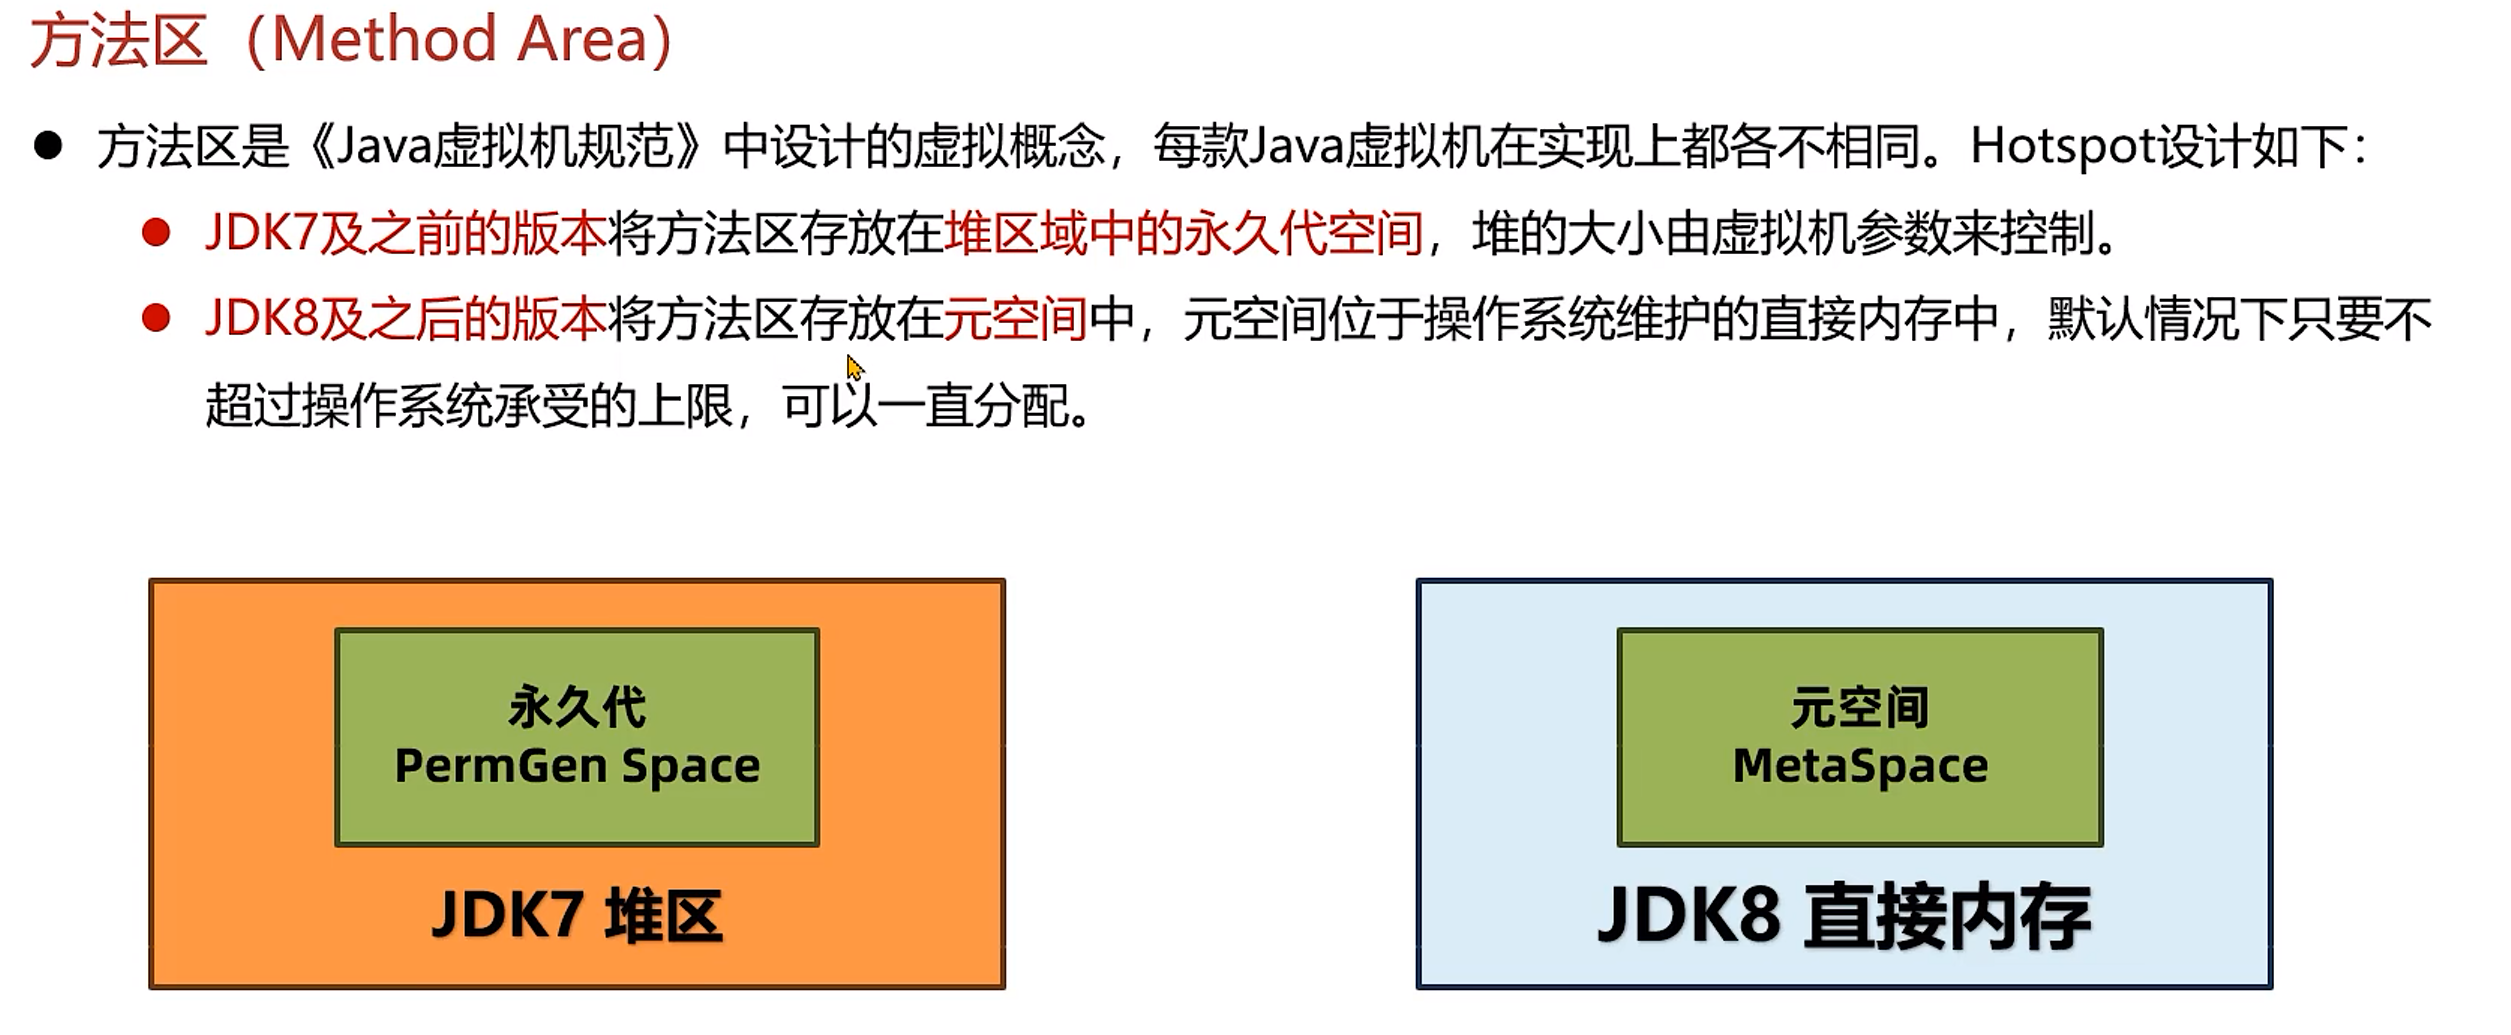 方法区（Method Area）
方法区是《Java虚拟机规范》中设计的虚拟概念，每款Java虚拟机在实现上都各不相同。Hotspot设计如下：
JDK7及之前的版本将方法区存放在堆区域中的永久代空间，堆的大小由虚拟机参数来控制。
JDK8及之后的版本将方法区存放在元空间中，元空间位于操作系统维护的直接内存中，默认情况下只要不
超过操作系统承受的上限，可以一直分配。
永久代
PermGen Space
JDK7 堆区
元空间
MetaSpace
JDK8 直接内存